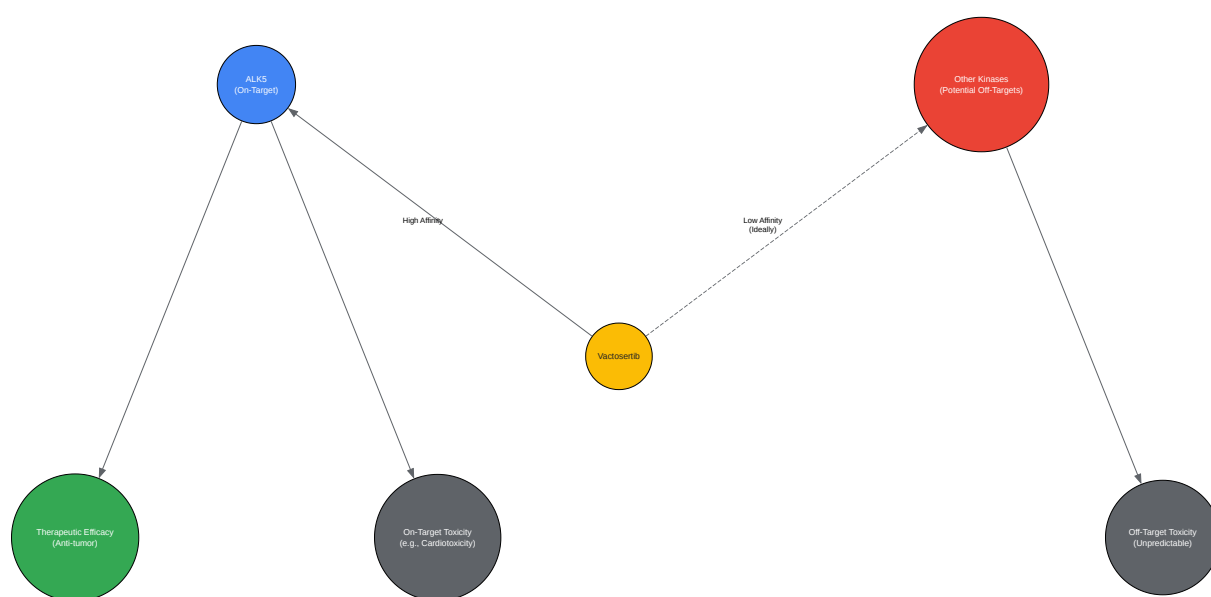 ALK5
(On-Target)
Other Kinases
(Potential Off-Targets)
High Affinity
Low Affinity
(Ideally)
Vactosertib
Therapeutic Efficacy
(Anti-tumor)
On-Target Toxicity
(e.g., Cardiotoxicity)
Off-Target Toxicity
(Unpredictable)